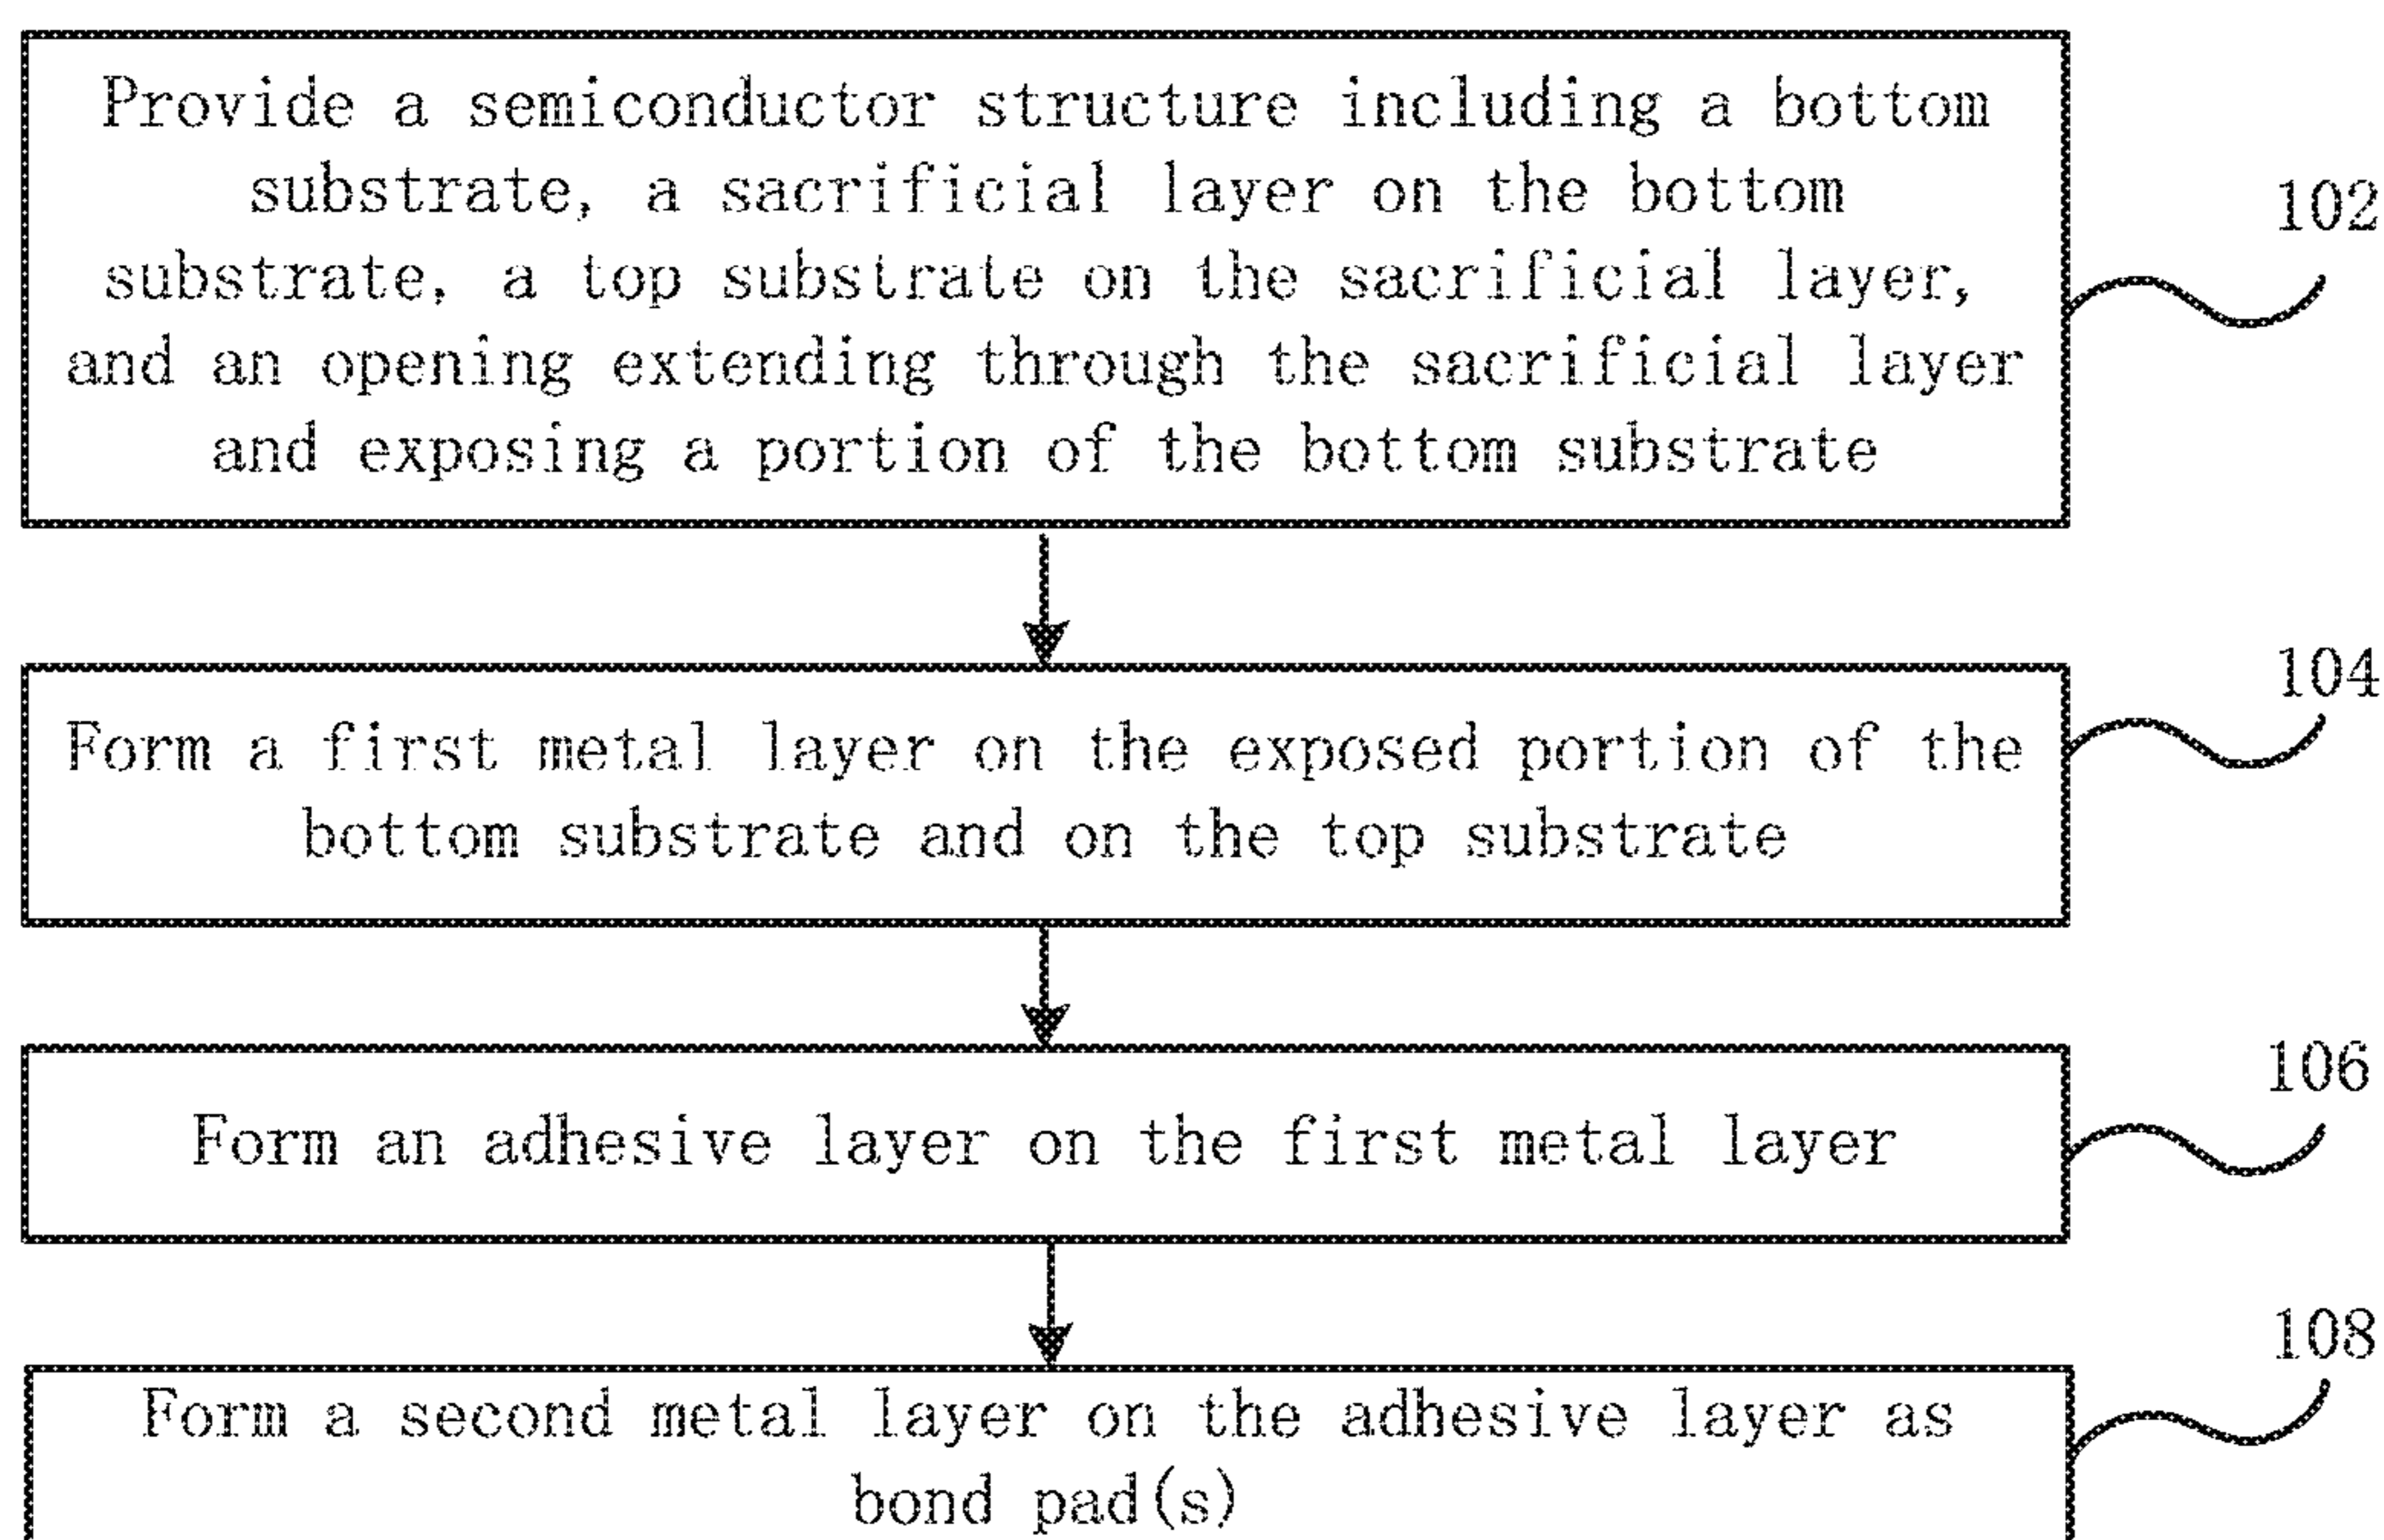 Provide a semiconductor structure including a bottom
substrate, a sacrificial layer on the bottom
substrate, a top substrate on the sacrificial layer,
and an opening extending through the sacrificial layer
and exposing a portion of the bottom substrate
102
Form a first metal layer on the exposed portion of the
bottom substrate and on the top substrate
104
Form an adhesive layer on the first metal layer
106
Form a second metal layer on the adhesive layer as
bond pad(s)
108